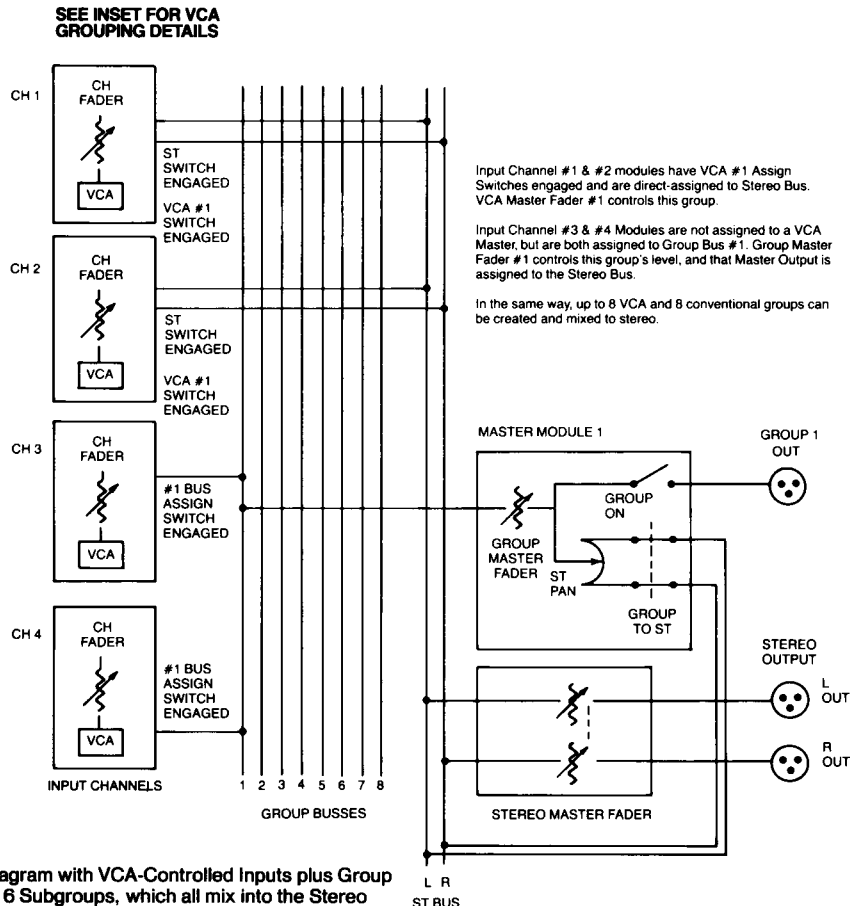 SEE INSET FOR VCA
GROUPING DETAILS
CH 1
CH
FADER
VCA
ST
SWITCH
ENGAGED
VCA #1
SWITCH
ENGAGED
CH 2
CH
FADER
VCA
ST
SWITCH
ENGAGED
VCA #1
SWITCH
ENGAGED
CH 3
CH
FADER
VCA
#1 BUS
ASSIGN
SWITCH
ENGAGED
CH 4
CH
FADER
VCA
#1 BUS
ASSIGN
SWITCH
ENGAGED
INPUT CHANNELS
1 2 3 4 5 6 7 8
GROUP BUSSES
Input Channel #1 & #2 modules have VCA #1 Assign
Switches engaged and are direct-assigned to Stereo Bus.
VCA Master Fader #1 controls this group.
Input Channel #3 & #4 Modules are not assigned to a VCA
Master, but are both assigned to Group Bus #1. Group Master
Fader #1 controls this group's level, and that Master Output is
assigned to the Stereo Bus.
In the same way, up to 8 VCA and 8 conventional groups can
be created and mixed to stereo.
MASTER MODULE 1
GROUP 1
OUT
GROUP
ON
GROUP
MASTER
FADER
ST
PAN
GROUP
TO ST
STEREO
OUTPUT
L
OUT
R
OUT
STEREO MASTER FADER
L R
ST BUS
agram with VCA-Controlled Inputs plus Group
6 Subgroups, which all mix into the Stereo